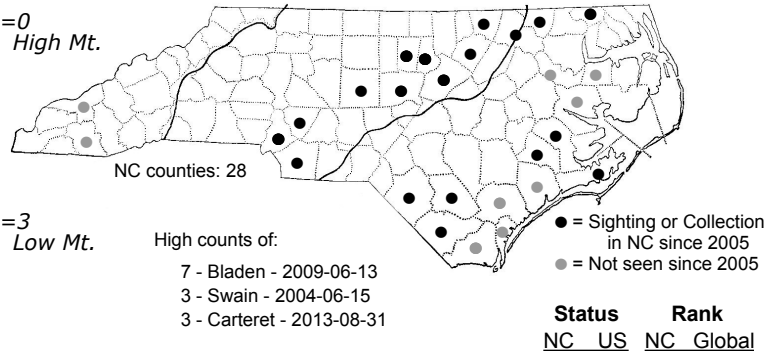 =0
High Mt.
NC counties: 28
=3
Low Mt.
High counts of:
7 - Bladen - 2009-06-13
3 - Swain - 2004-06-15
3 - Carteret - 2013-08-31
= Sighting or Collection
in NC since 2005
= Not seen since 2005
Status Rank
NC US NC Global